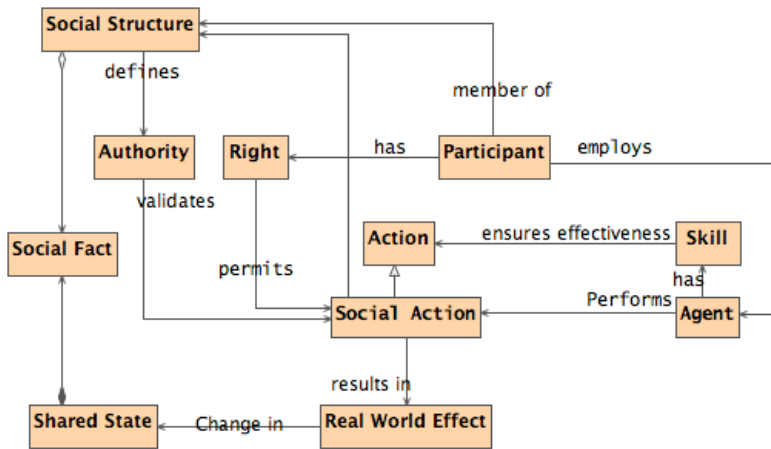 Social Structure
defines
member of
Authority
Right
has
Participant
employs
validates
Social Fact
Action
ensures effectiveness
Skill
permits
has
Performs
Social Action
Agent
results in
Shared State
Change in
Real World Effect